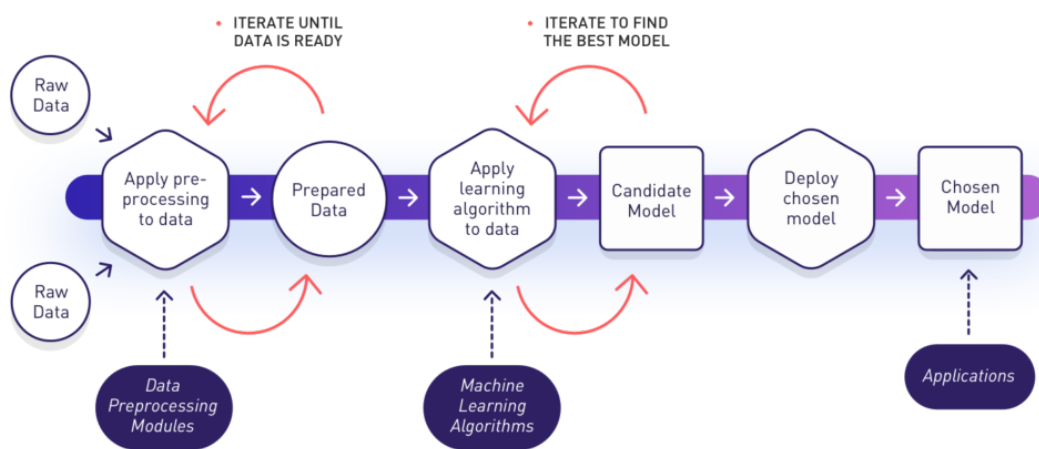 • ITERATE UNTIL
DATA IS READY
• ITERATE TO FIND
THE BEST MODEL
Raw
Data
Raw
Data
Apply pre-
processing
to data
Prepared
Data
Apply
learning
algorithm
to data
Candidate
Model
Deploy
chosen
model
Chosen
Model
Data
Preprocessing
Modules
Machine
Learning
Algorithms
Applications